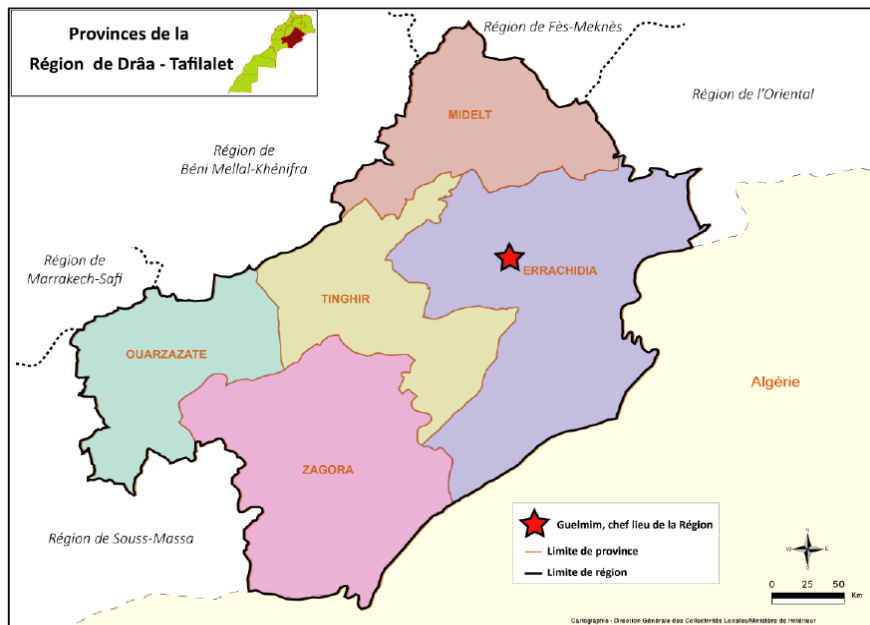 Provinces de la
Région de Drâa - Tafilalet
Région de Fès-Meknès
Région de l'Oriental
MIDELT
Région de
Béni Mellal-Khénifra
Région de
Marrakech-Safi
ERRACHIDIA
TINGHIR
OUARZAZATE
Algérie
ZAGORA
Région de Souss-Massa
Guelmim, chef lieu de la Région
Limite de province
Limite de région
N
W
E
S
0 25 50
Km
Cartographie : Direction Générale des Collectivités Locales/Ministère de l'Intérieur